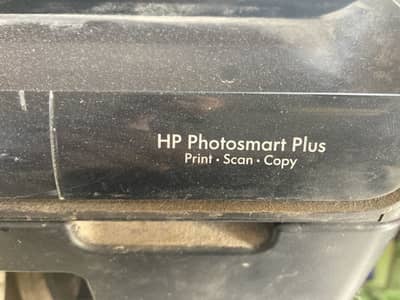 HP Photosmart Plus
Print · Scan · Copy